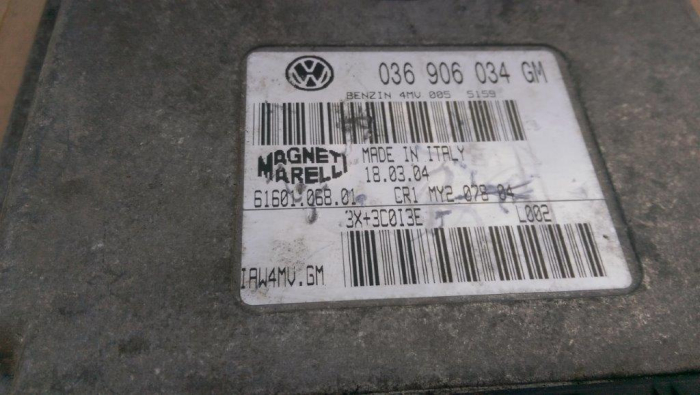 036 906 034 GM
BENZIN 4MV 005 5159
MAGNETI MARELLI
MADE IN ITALY
18.03.04
61601.068.01 CR1 MY2 078 04
3X+3C0I3E L002
IAW4MV.GM